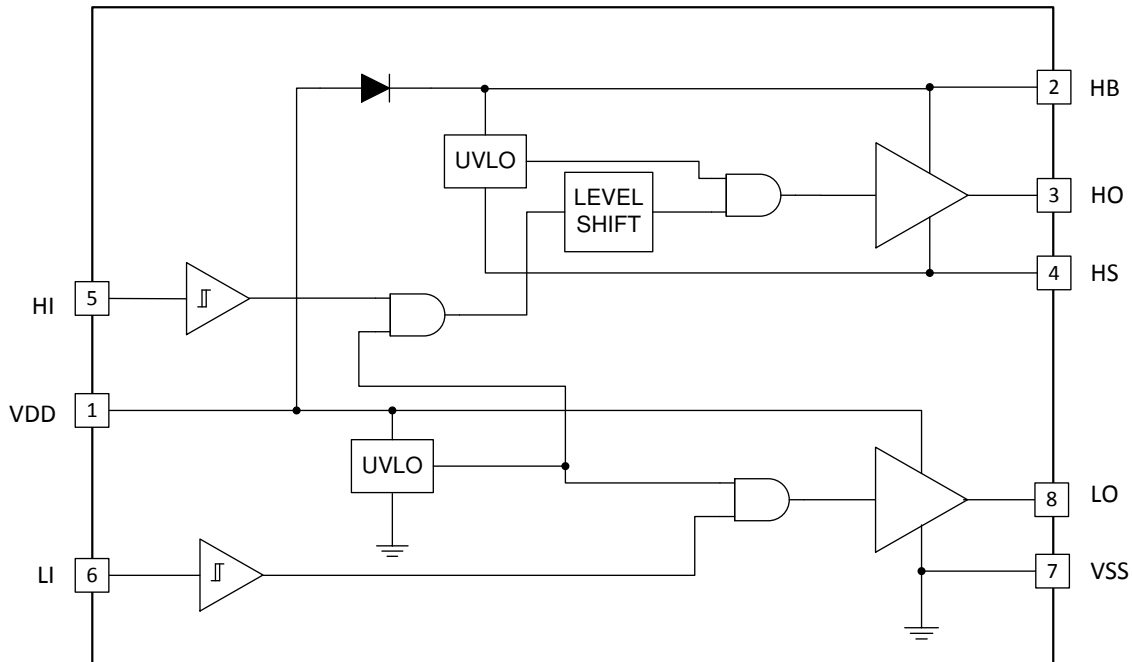 2 HB
UVLO
LEVEL
SHIFT
3 HO
4 HS
HI 5
VDD 1
UVLO
8 LO
LI 6
7 VSS